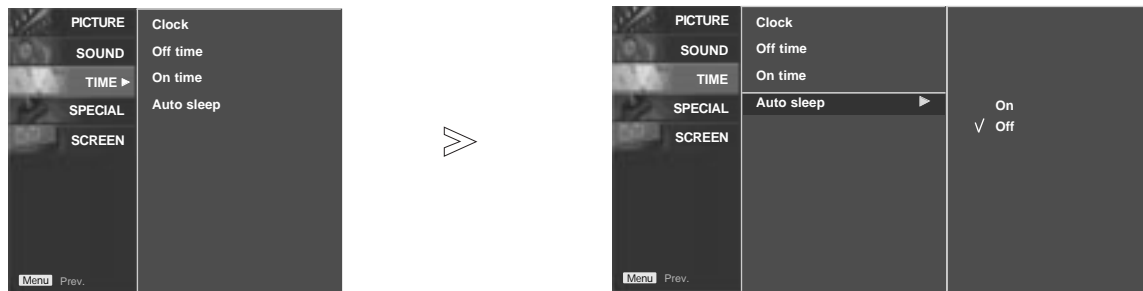 PICTURE
SOUND
TIME ►
SPECIAL
SCREEN
Clock
Off time
On time
Auto sleep
Menu Prev.
PICTURE
SOUND
TIME
SPECIAL
SCREEN
Clock
Off time
On time
Auto sleep ►
On
√ Off
Menu Prev.